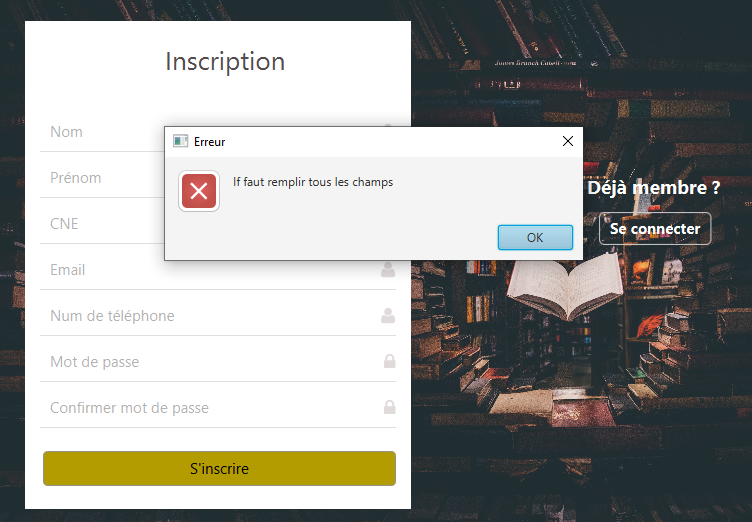 Inscription
Nom
Prénom
CNE
Email
Num de téléphone
Mot de passe
Confirmer mot de passe
S'inscrire
Erreur
If faut remplir tous les champs
OK
Déjà membre ?
Se connecter